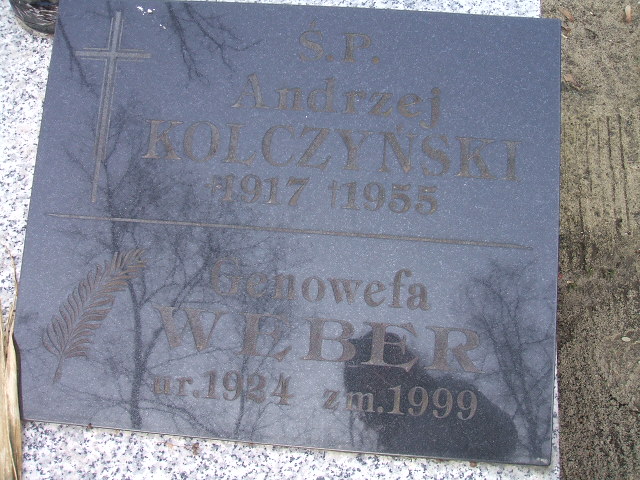 Ś.P.
Andrzej
KOLCZYŃSKI
*1917 †1955
Genowefa
WEBER
ur.1924 zm.1999